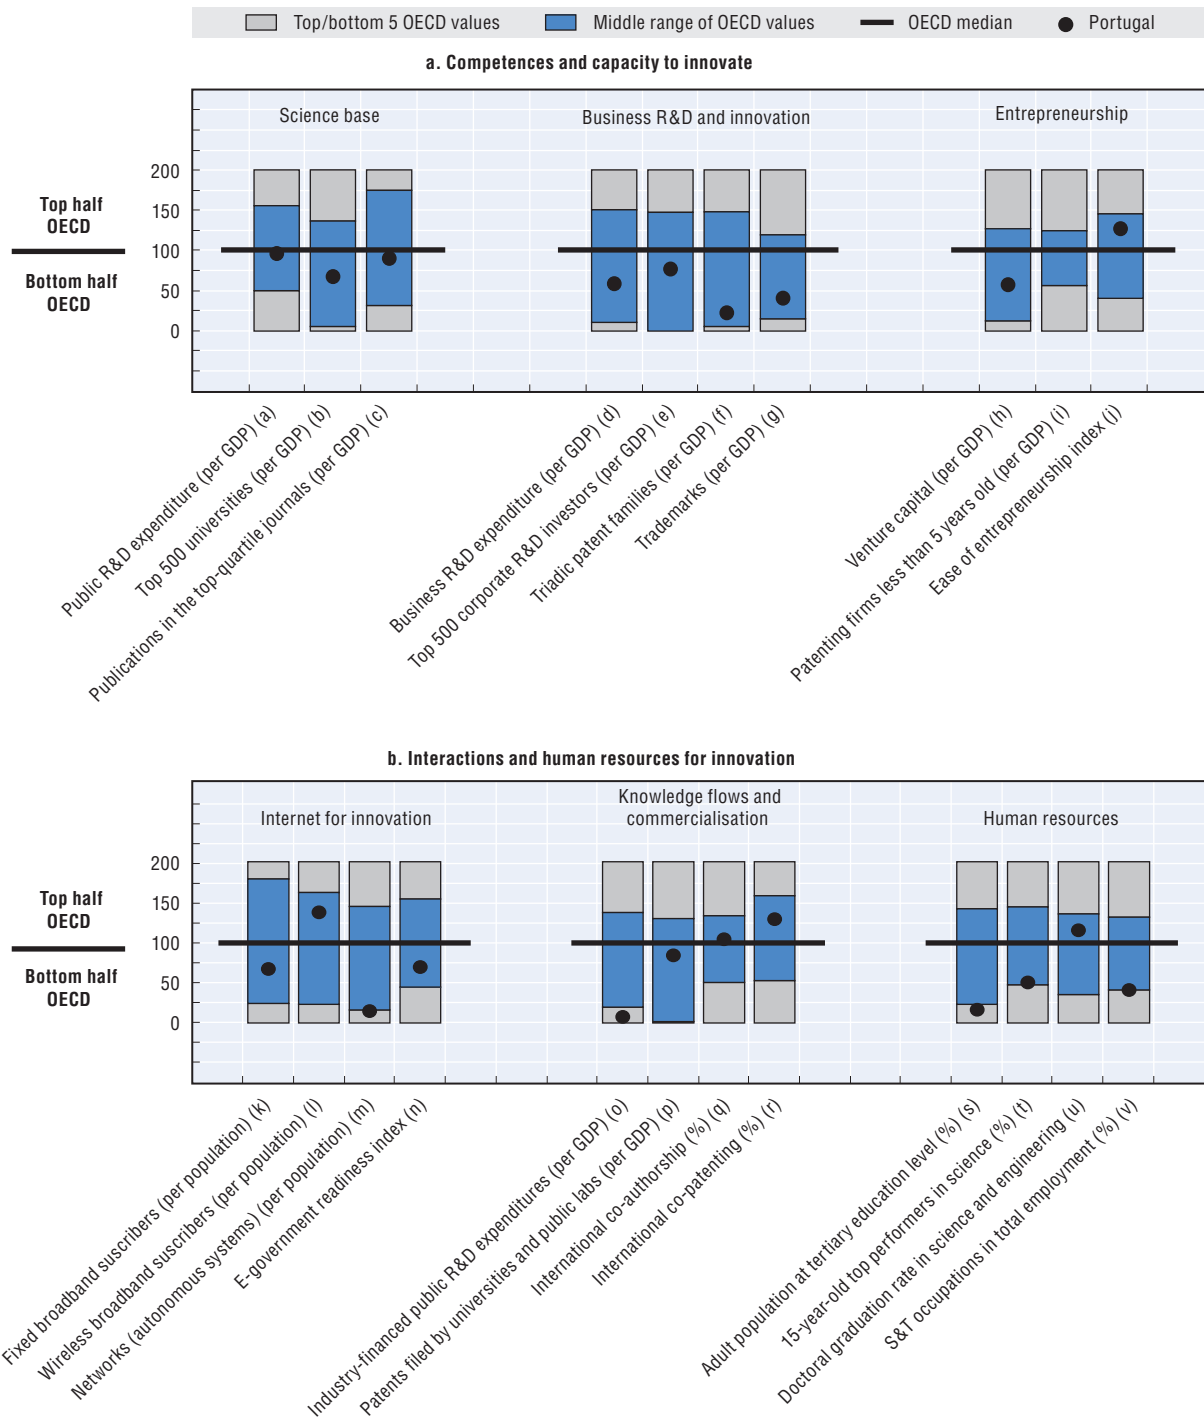 Top/bottom 5 OECD values
Middle range of OECD values
OECD median
Portugal
a. Competences and capacity to innovate
Science base
Business R&D and innovation
Entrepreneurship
200
150
100
50
0
Top half
OECD
Bottom half
OECD
Public R&D expenditure (per GDP) (a)
Top 500 universities (per GDP) (b)
Publications in the top-quartile journals (per GDP) (c)
Business R&D expenditure (per GDP) (d)
Top 500 corporate R&D investors (per GDP) (e)
Triadic patent families (per GDP) (f)
Trademarks (per GDP) (g)
Venture capital (per GDP) (h)
Patenting firms less than 5 years old (per GDP) (i)
Ease of entrepreneurship index (j)
b. Interactions and human resources for innovation
Internet for innovation
Knowledge flows and
commercialisation
Human resources
200
150
100
50
0
Top half
OECD
Bottom half
OECD
Fixed broadband suscribers (per population) (k)
Wireless broadband suscribers (per population) (l)
Networks (autonomous systems) (per population) (m)
E-government readiness index (n)
Industry-financed public R&D expenditures (per GDP) (o)
Patents filed by universities and public labs (per GDP) (p)
International co-authorship (%) (q)
International co-patenting (%) (r)
Adult population at tertiary education level (%) (s)
15-year-old top performers in science (%) (t)
Doctoral graduation rate in science and engineering (u)
S&T occupations in total employment (%) (v)